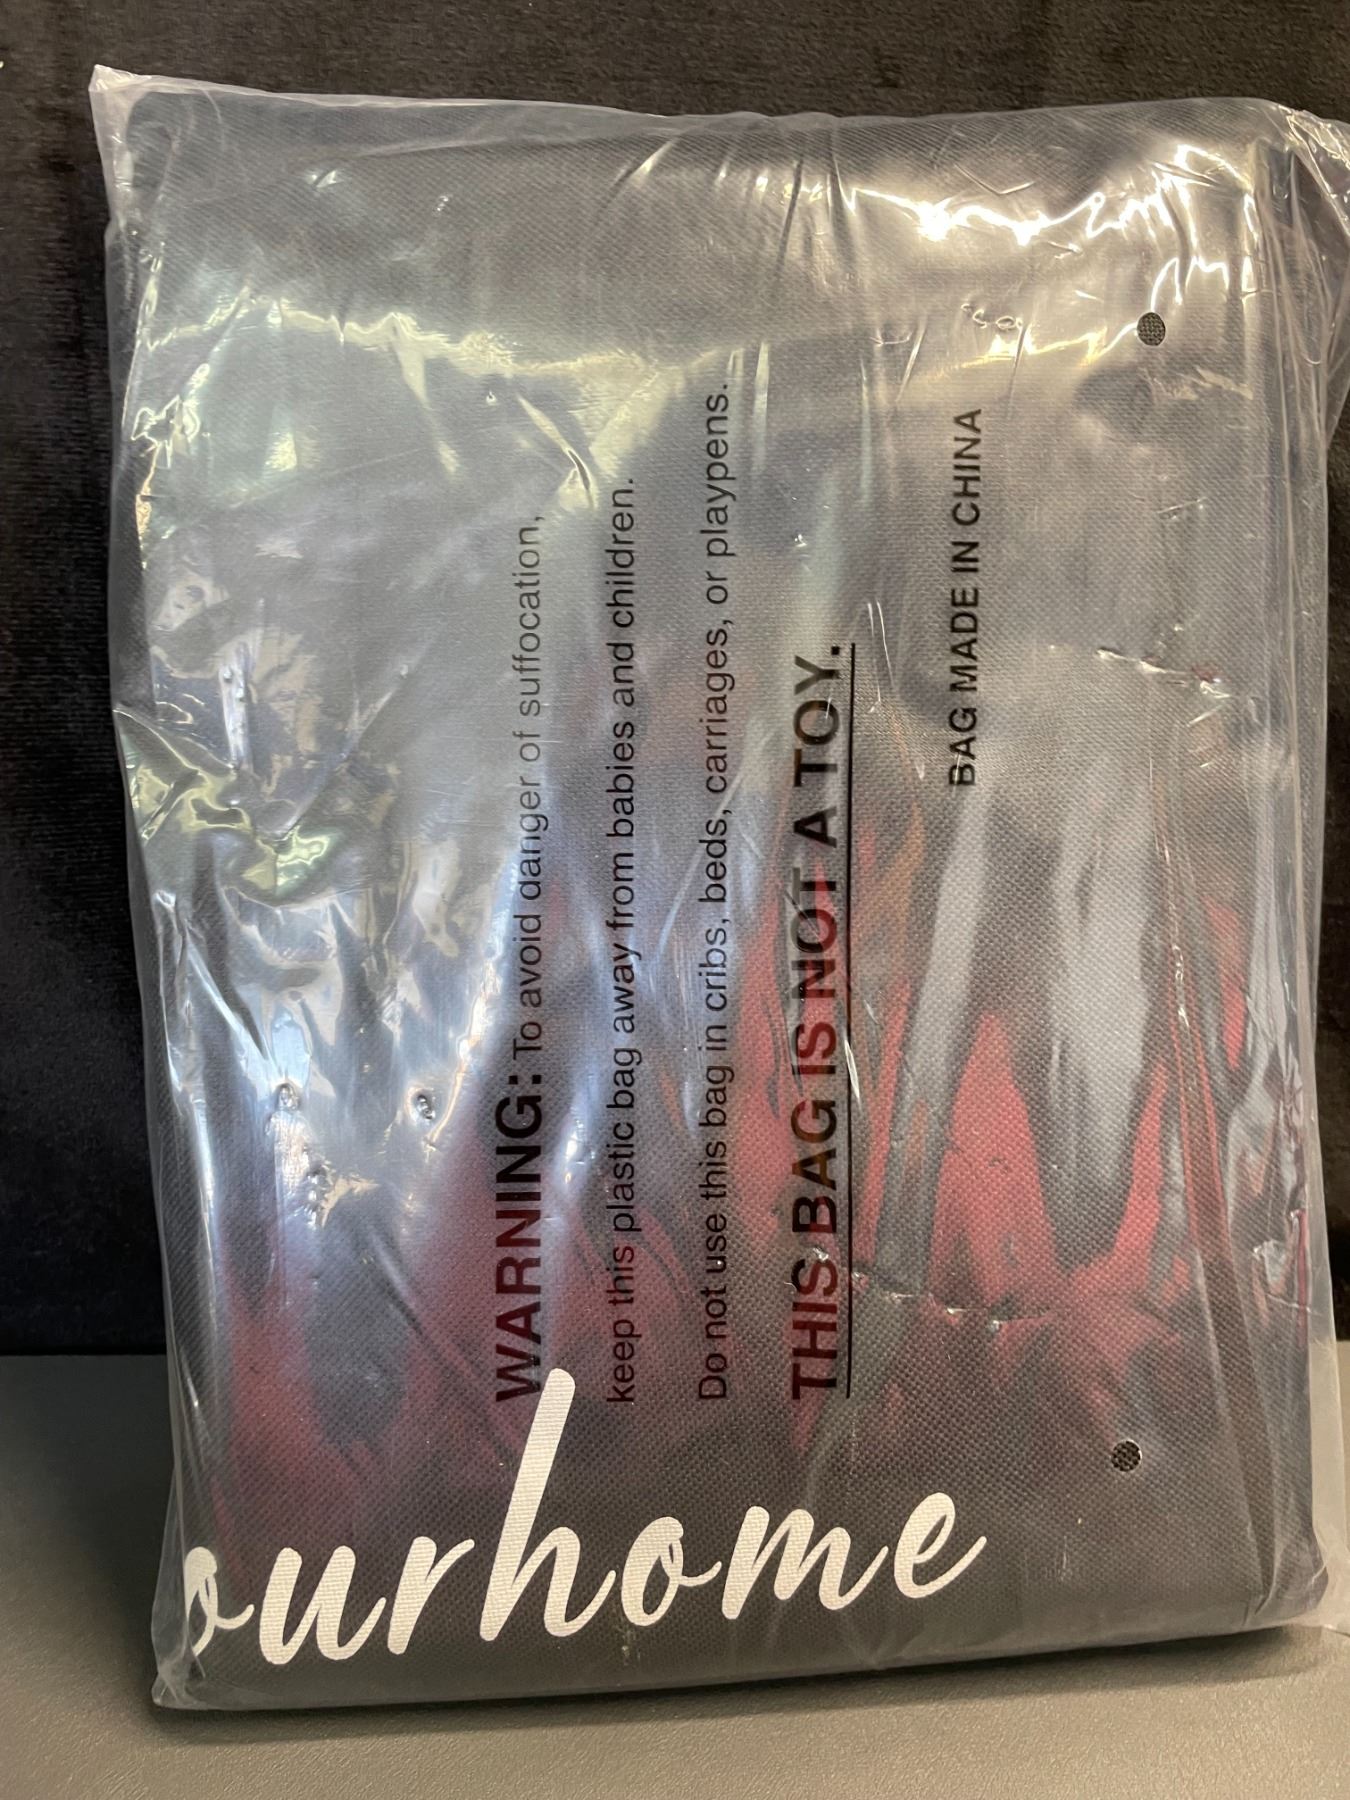 WARNING: To avoid danger of suffocation,
keep this plastic bag away from babies and children.
Do not use this bag in cribs, beds, carriages, or playpens.
THIS BAG IS NOT A TOY.
BAG MADE IN CHINA
ourhome